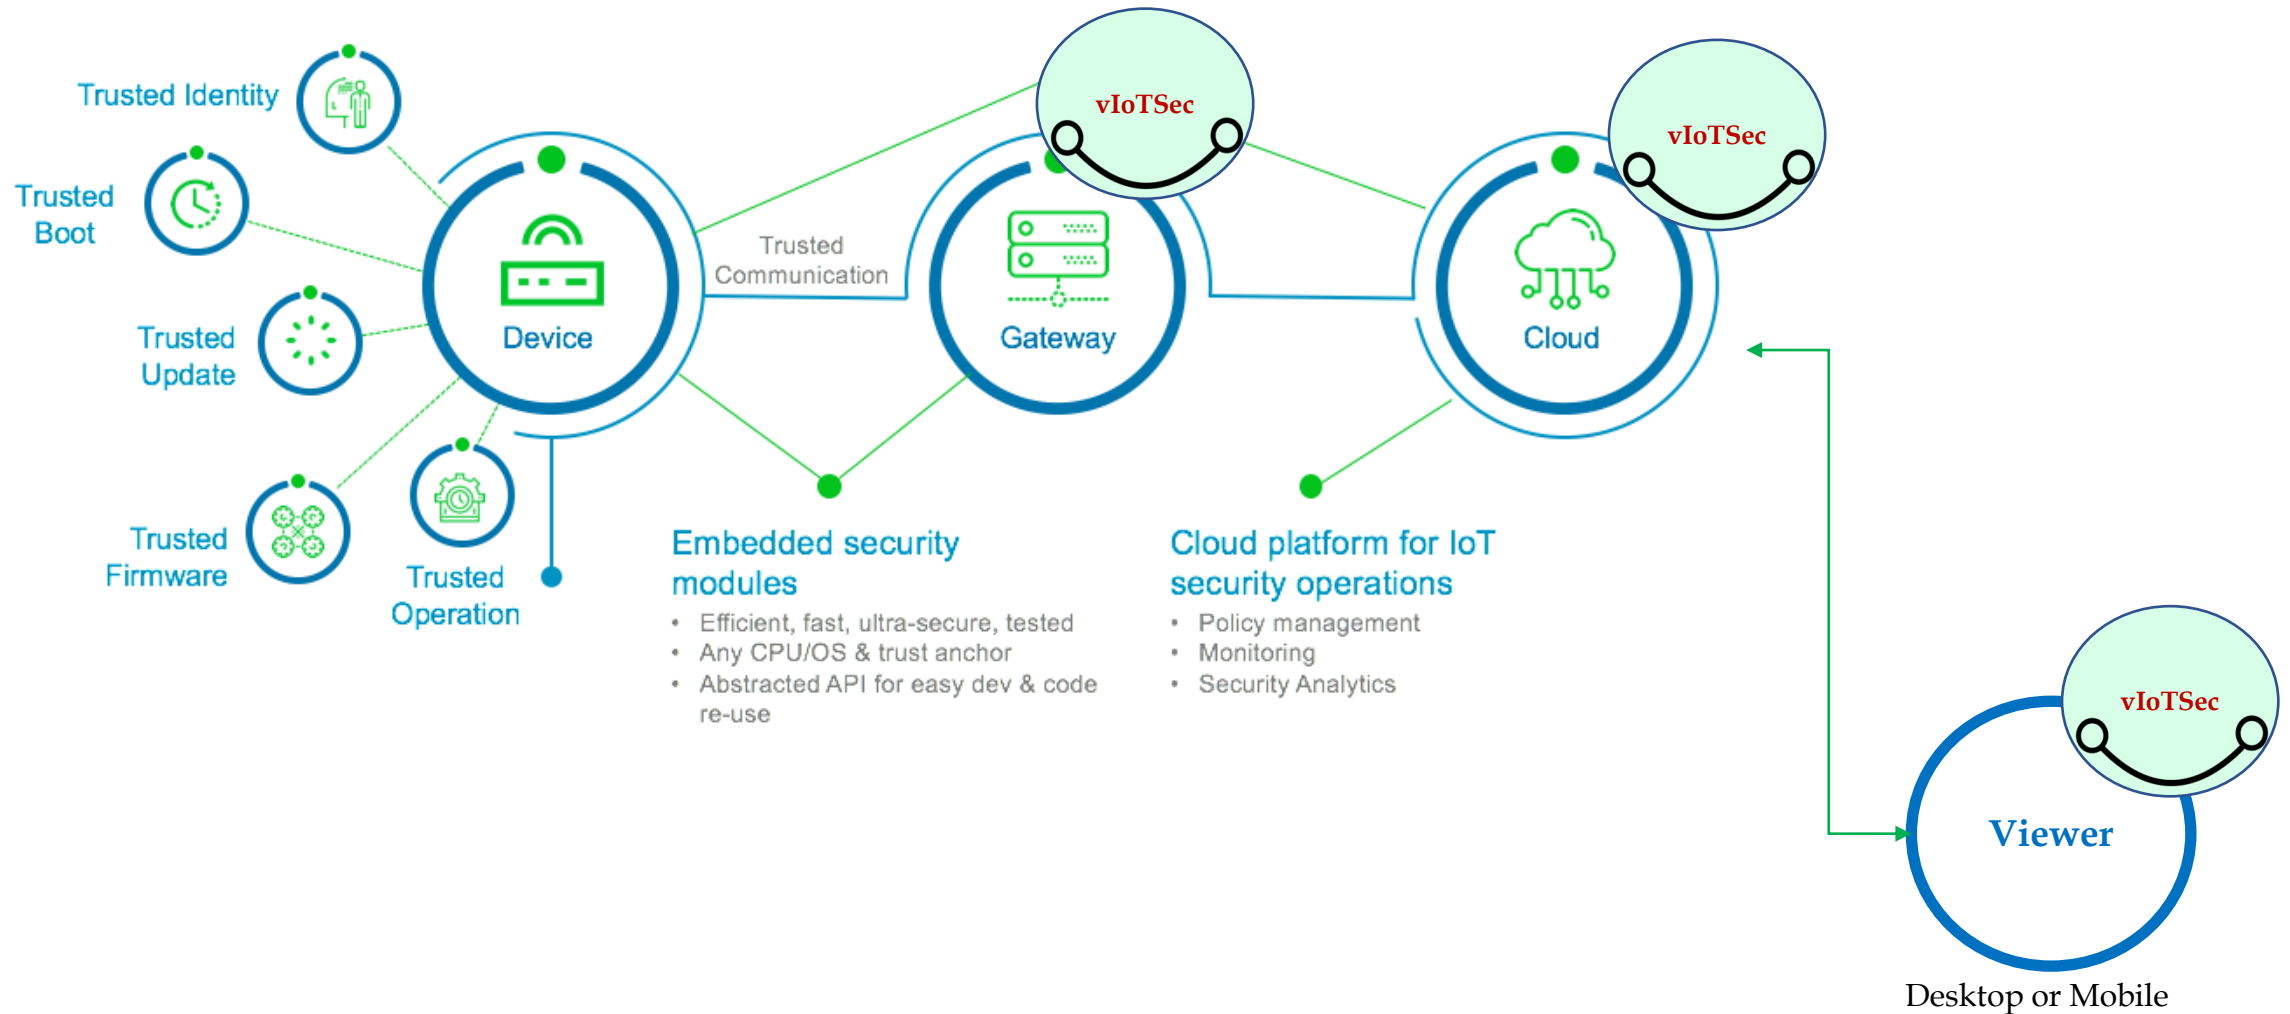 Trusted Identity
Trusted
Boot
Trusted
Update
Trusted
Firmware
Trusted
Operation
Device
Trusted
Communication
vIoTSec
Gateway
vIoTSec
Cloud
Embedded security
modules
• Efficient, fast, ultra-secure, tested
• Any CPU/OS & trust anchor
• Abstracted API for easy dev & code
re-use
Cloud platform for IoT
security operations
• Policy management
• Monitoring
• Security Analytics
vIoTSec
Viewer
Desktop or Mobile